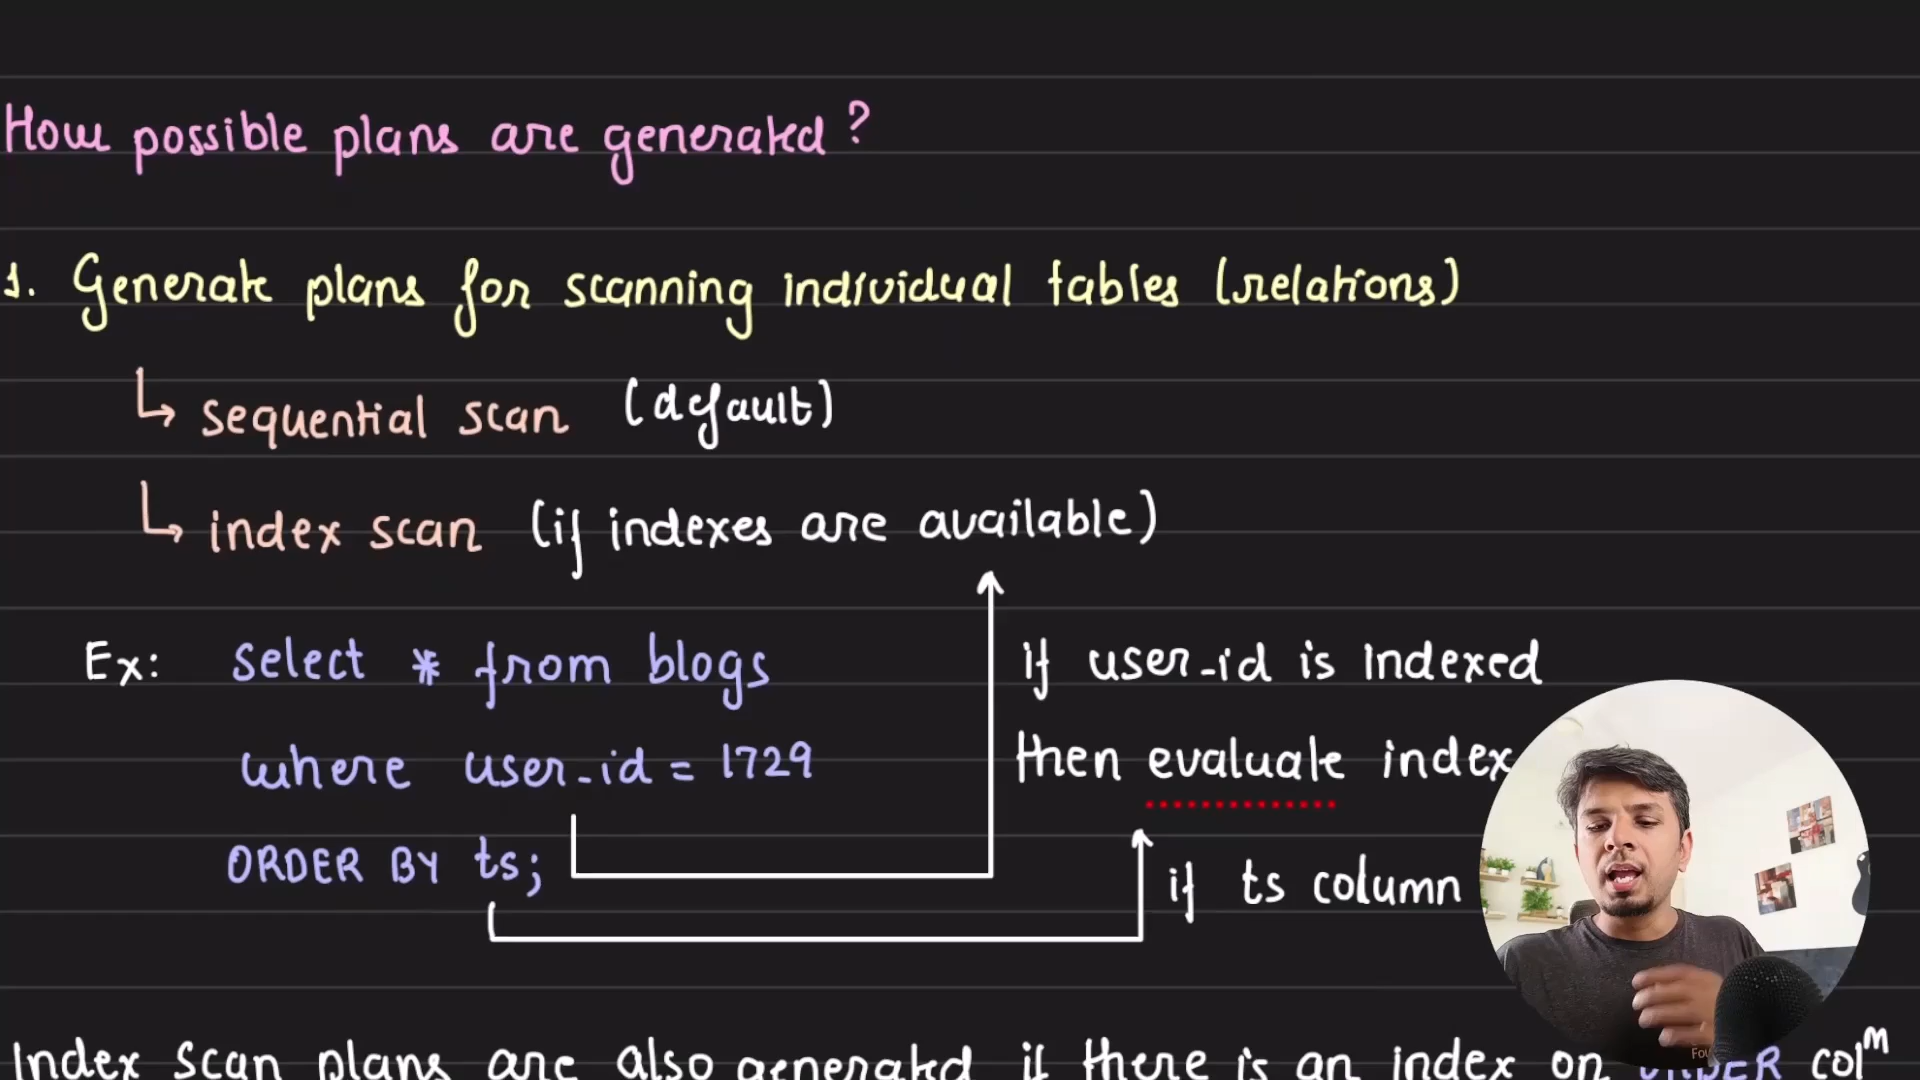 How possible plans are generated?
1. Generate plans for scanning individual tables (relations)
↳ sequential scan (default)
↳ index scan (if indexes are available)
Ex: select * from blogs
where user_id = 1729
ORDER BY ts;
if user_id is indexed
then evaluate index
if ts column
Index scan plans are also generated if there is an index on ORDER colm